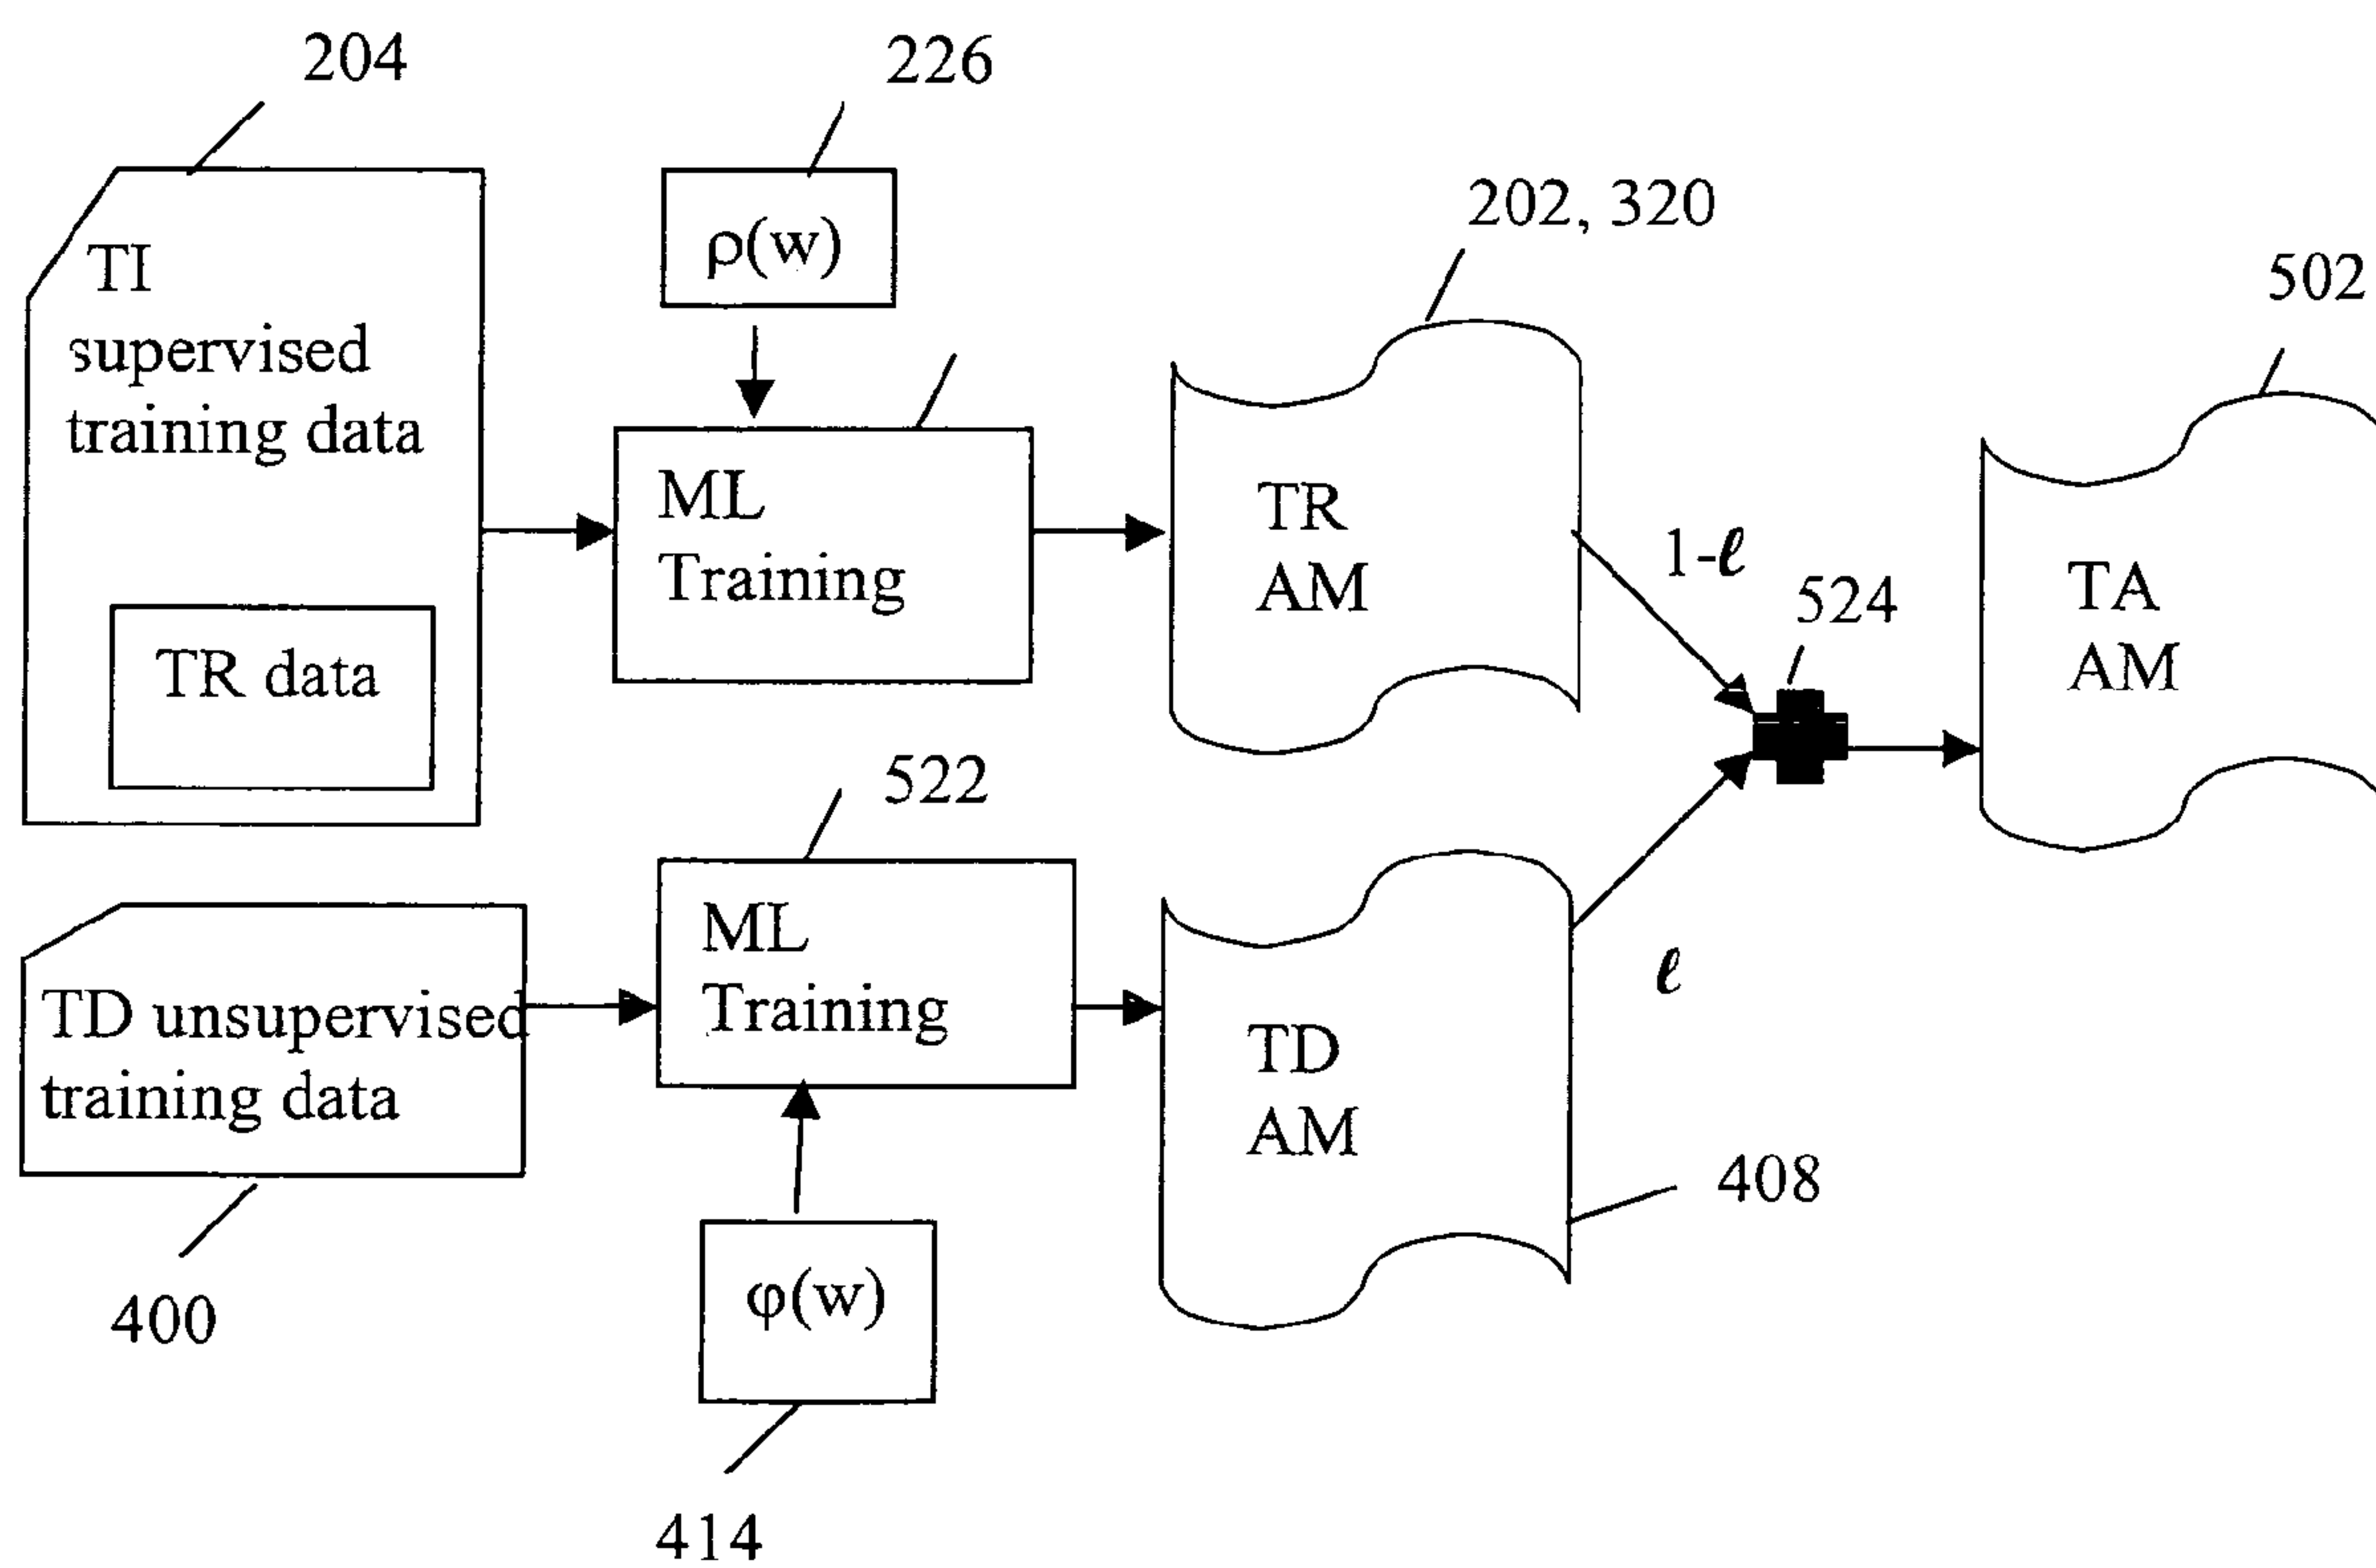 204
226
202, 320
502
TI
supervised
training data
TR data
ρ(w)
ML
Training
TR
AM
1-ℓ
524
TA
AM
522
TD unsupervised
training data
ML
Training
TD
AM
ℓ
408
400
φ(w)
414